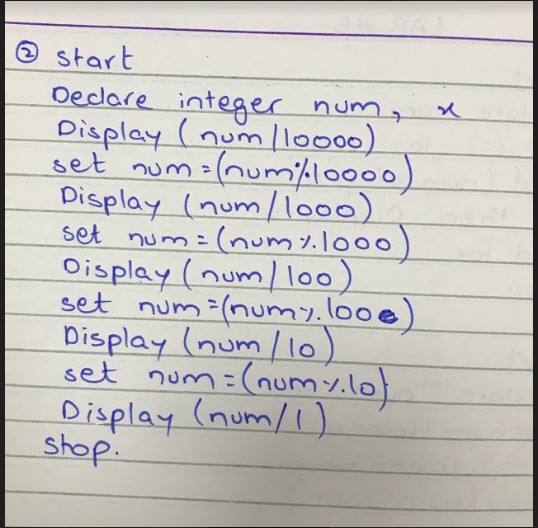 ② start
Declare integer num, x
Display (num/10000)
set num=(num%10000)
Display (num/1000)
set num=(num%1000)
Display (num/100)
set num=(num%100)
Display (num/10)
set num=(num%10)
Display (num/1)
stop.